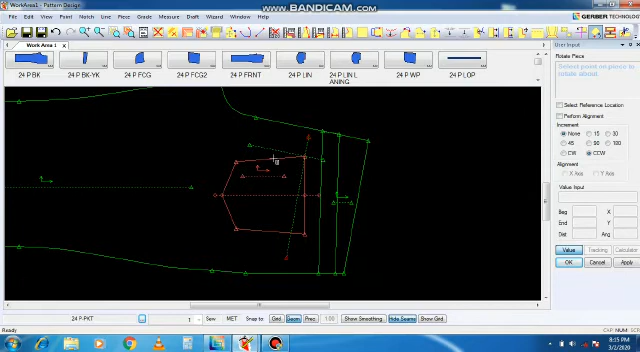 WorkArea1 - Pattern Design
WWW.BANDICAM.COM
File Edit View Point Notch Line Piece Grade Measure Draft Wizard Window Help
GERBER TECHNOLOGY
Work Area 1
User Input
24 P BK
24 P-BK-YK
24 P FCG
24 P FCG2
24 P FRNT
24 P LIN
24 P LIN L ANING
24 P WP
24 P LOP
Rotate Piece
Select point on piece to rotate about
Select Reference Location
Perform Alignment
Increment
None 15 30
45 90 180
CW CCW
Alignment
X Axis Y Axis
Value Input
Beg X
End Y
Dist Ang
Value Tracking Calculator
OK Cancel Apply
24 P-PKT
1 Sew MET Snap to: Grid Geom Prec 1.00 Show Smoothing Hide Seams Show Grid
Ready
CAP NUM SCRL
8:15 PM
3/2/2020